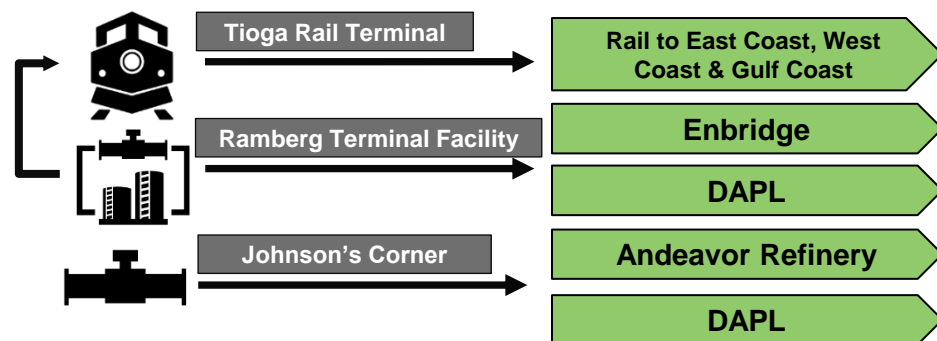 Tioga Rail Terminal
Rail to East Coast, West
Coast & Gulf Coast
Ramberg Terminal Facility
Enbridge
DAPL
Johnson’s Corner
Andeavor Refinery
DAPL